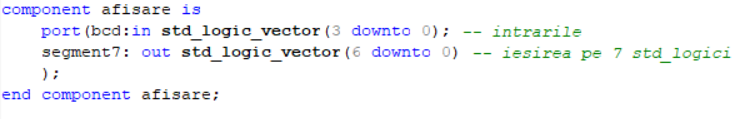 component afisare is
port(bcd:in std_logic_vector(3 downto 0); -- intrarile
segment7: out std_logic_vector(6 downto 0) -- iesirea pe 7 std_logici
);
end component afisare;